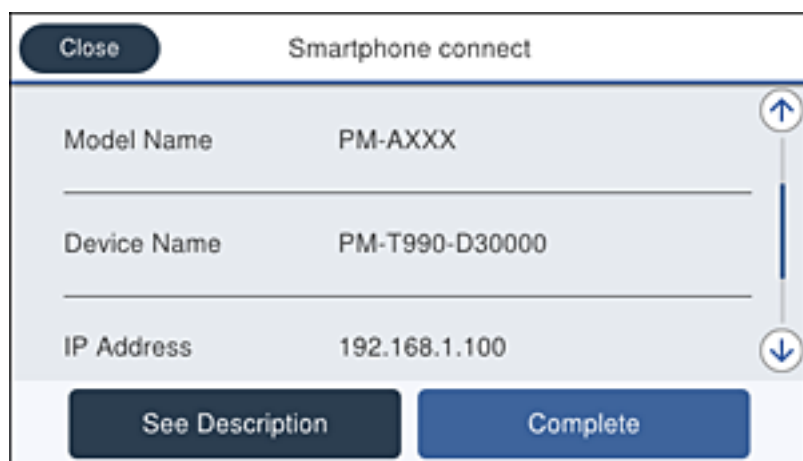 Close Smartphone connect
Model Name PM-AXXX
Device Name PM-T990-D30000
IP Address 192.168.1.100
See Description Complete